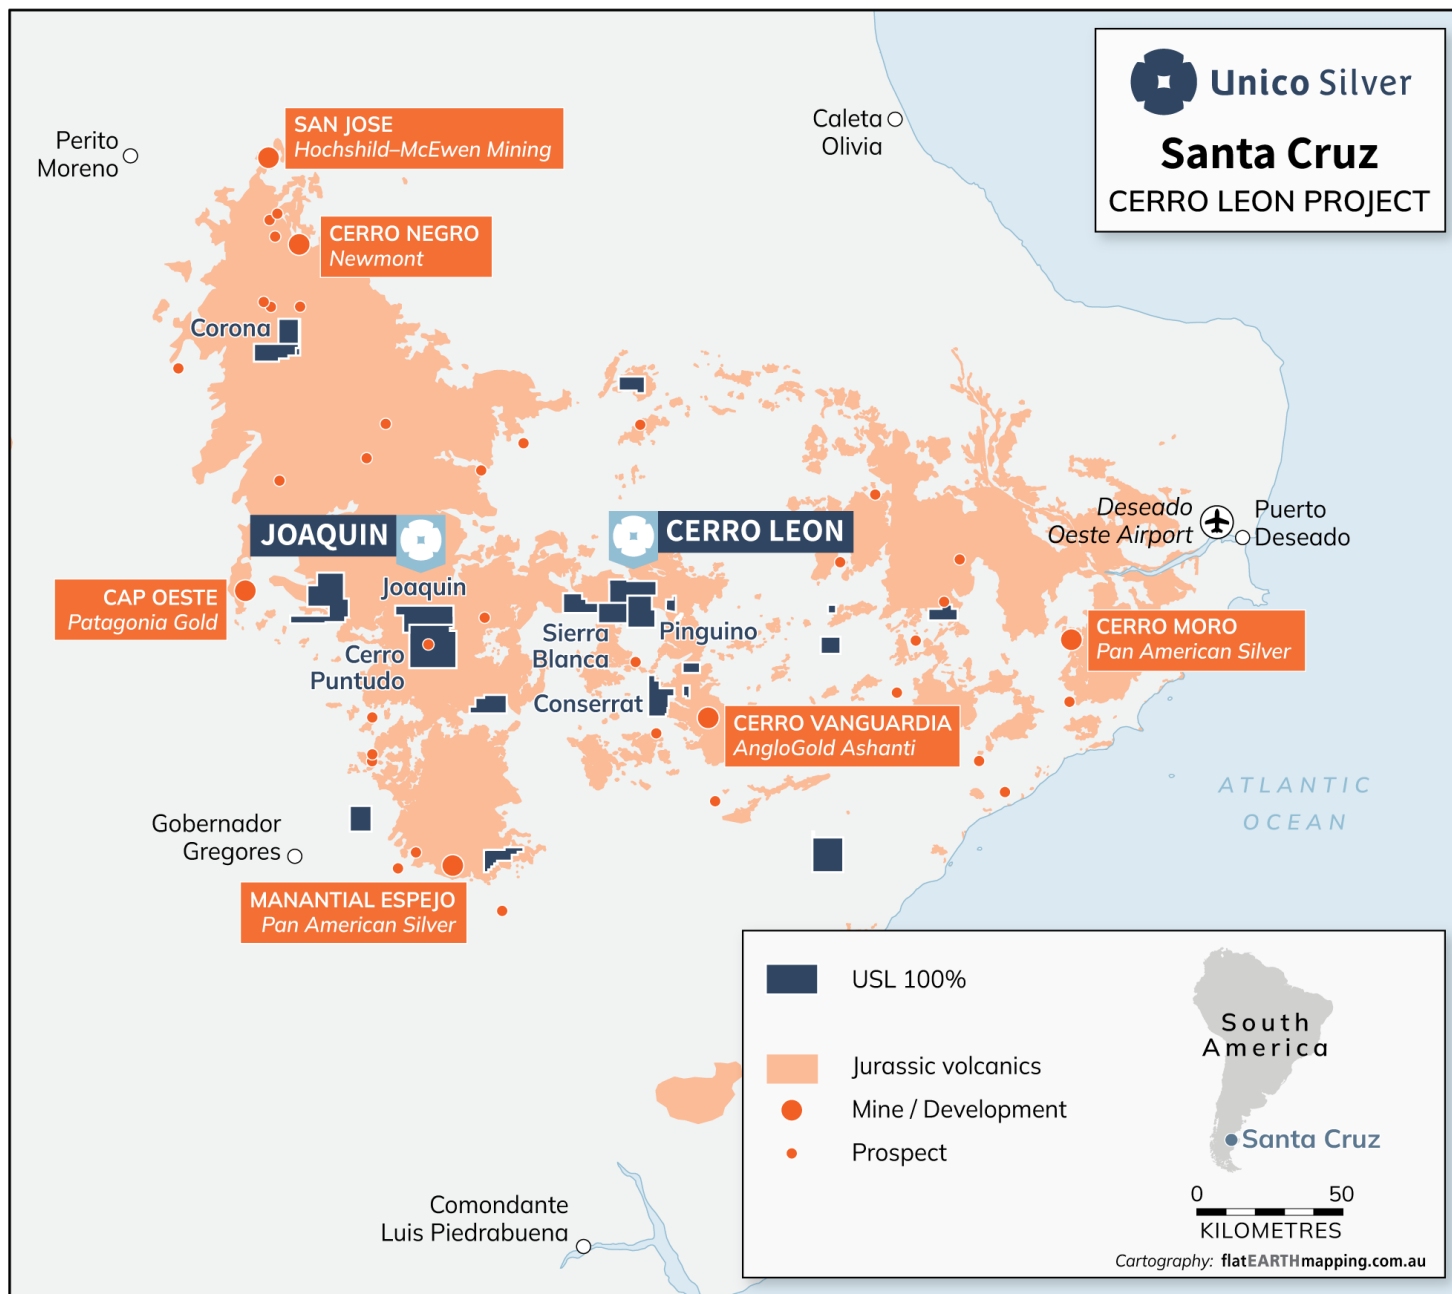 Unico Silver
Santa Cruz
CERRO LEON PROJECT
Caleta
Olivia
Perito
Moreno
SAN JOSE
Hochshild–McEwen Mining
CERRO NEGRO
Newmont
Corona
Deseado
Oeste Airport
Puerto
Deseado
JOAQUIN
CERRO LEON
CAP OESTE
Patagonia Gold
Joaquin
Cerro
Puntudo
Sierra
Blanca
Pinguino
Conserrat
CERRO MORO
Pan American Silver
CERRO VANGUARDIA
AngloGold Ashanti
ATLANTIC
OCEAN
Gobernador
Gregores
MANANTIAL ESPEJO
Pan American Silver
Comondante
Luis Piedrabuena
USL 100%
Jurassic volcanics
Mine / Development
Prospect
South
America
Santa Cruz
0 50
KILOMETRES
Cartography: flatEARTHmapping.com.au